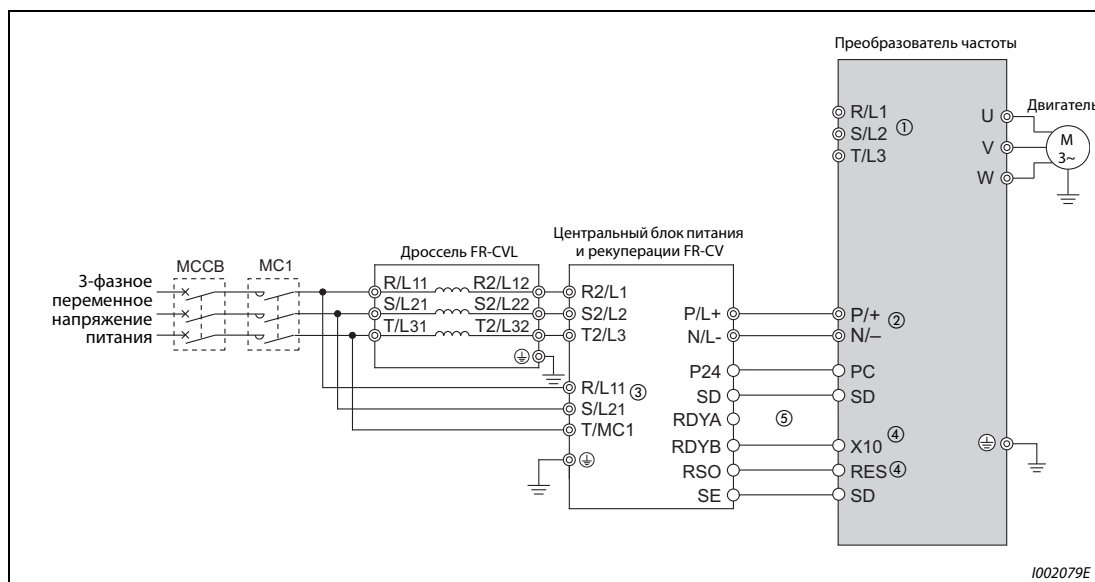 Преобразователь частоты
R/L1
S/L2 ①
T/L3
U
V
W
Двигатель
M
3~
Центральный блок питания
и рекуперации FR-CV
Дроссель FR-CVL
MCCB
MC1
3-фазное
переменное
напряжение
питания
R/L11 R2/L12
S/L21 S2/L22
T/L31 T2/L32
R2/L1
S2/L2
T2/L3
R/L11 ③
S/L21
T/MC1
P/L+
N/L-
P24
SD
RDYA
RDYB
RSO
SE
⑤
P/+
N/– ②
PC
SD
X10 ④
RES ④
SD
I002079E